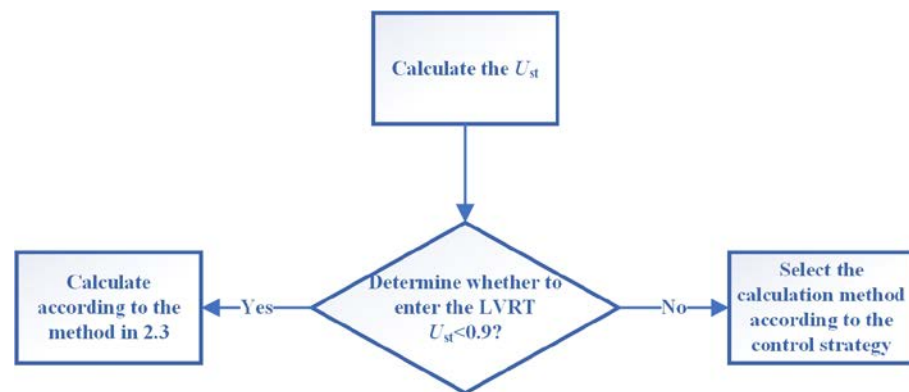 Calculate the Ust
Determine whether to
enter the LVRT
Ust<0.9?
Yes
No
Calculate
according to the
method in 2.3
Select the
calculation method
according to the
control strategy